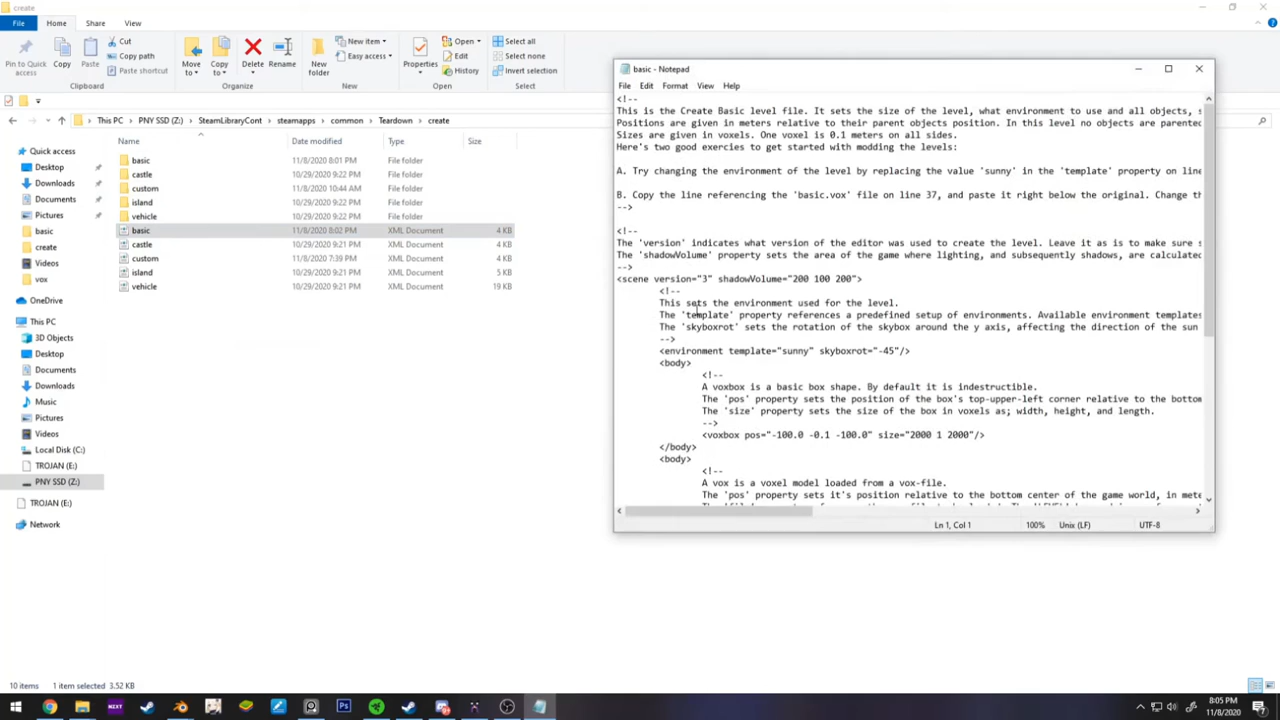 create
File
Home
Share
View
Pin to Quick access
Copy
Paste
Cut
Copy path
Paste shortcut
Clipboard
Move to
Copy to
Delete
Rename
Organize
New folder
New item
Easy access
New
Properties
Open
Edit
History
Open
Select all
Select none
Invert selection
Select
This PC > PNY SSD (Z:) > SteamLibraryCont > steamapps > common > Teardown > create
Name Date modified Type Size
Quick access
Desktop
Downloads
Documents
Pictures
basic
create
Videos
vox
OneDrive
This PC
3D Objects
Desktop
Documents
Downloads
Music
Pictures
Videos
Local Disk (C:)
TROJAN (E:)
PNY SSD (Z:)
TROJAN (E:)
Network
basic 11/8/2020 8:01 PM File folder
castle 10/29/2020 9:22 PM File folder
custom 11/8/2020 10:44 AM File folder
island 10/29/2020 9:22 PM File folder
vehicle 10/29/2020 9:22 PM File folder
basic 11/8/2020 8:02 PM XML Document 4 KB
castle 10/29/2020 9:21 PM XML Document 4 KB
custom 11/8/2020 7:39 PM XML Document 4 KB
island 10/29/2020 9:21 PM XML Document 5 KB
vehicle 10/29/2020 9:21 PM XML Document 19 KB
basic - Notepad
File Edit Format View Help
<!--
This is the Create Basic level file. It sets the size of the level, what environment to use and all objects, s
Positions are given in meters relative to their parent objects position. In this level no objects are parented
Sizes are given in voxels. One voxel is 0.1 meters on all sides.
Here's two good exercies to get started with modding the levels:
A. Try changing the environment of the level by replacing the value 'sunny' in the 'template' property on line
B. Copy the line referencing the 'basic.vox' file on line 37, and paste it right below the original. Change th
-->
<!--
The 'version' indicates what version of the editor was used to create the level. Leave it as is to make sure s
The 'shadowVolume' property sets the area of the game where lighting, and subsequently shadows, are calculated
-->
<scene version="3" shadowVolume="200 100 200">
<!--
This sets the environment used for the level.
The 'template' property references a predefined setup of environments. Available environment templates
The 'skyboxrot' sets the rotation of the skybox around the y axis, affecting the direction of the sun
-->
<environment template="sunny" skyboxrot="-45"/>
<body>
<!--
A voxbox is a basic box shape. By default it is indestructible.
The 'pos' property sets the position of the box's top-upper-left corner relative to the bottom
The 'size' property sets the size of the box in voxels as; width, height, and length.
-->
<voxbox pos="-100.0 -0.1 -100.0" size="2000 1 2000"/>
</body>
<body>
<!--
A vox is a voxel model loaded from a vox-file.
The 'pos' property sets it's position relative to the bottom center of the game world, in mete
Ln 1, Col 1 100% Unix (LF) UTF-8
10 items 1 item selected 3.52 KB
NEXT
Ps
8:05 PM
11/8/2020